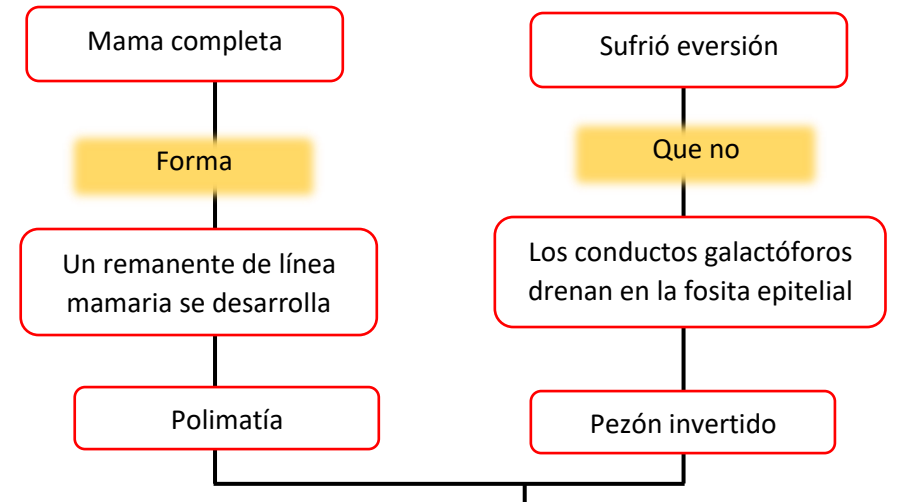 Mama completa
Forma
Un remanente de línea
mamaria se desarrolla
Polimatía
Sufrió eversión
Que no
Los conductos galactóforos
drenan en la fosita epitelial
Pezón invertido